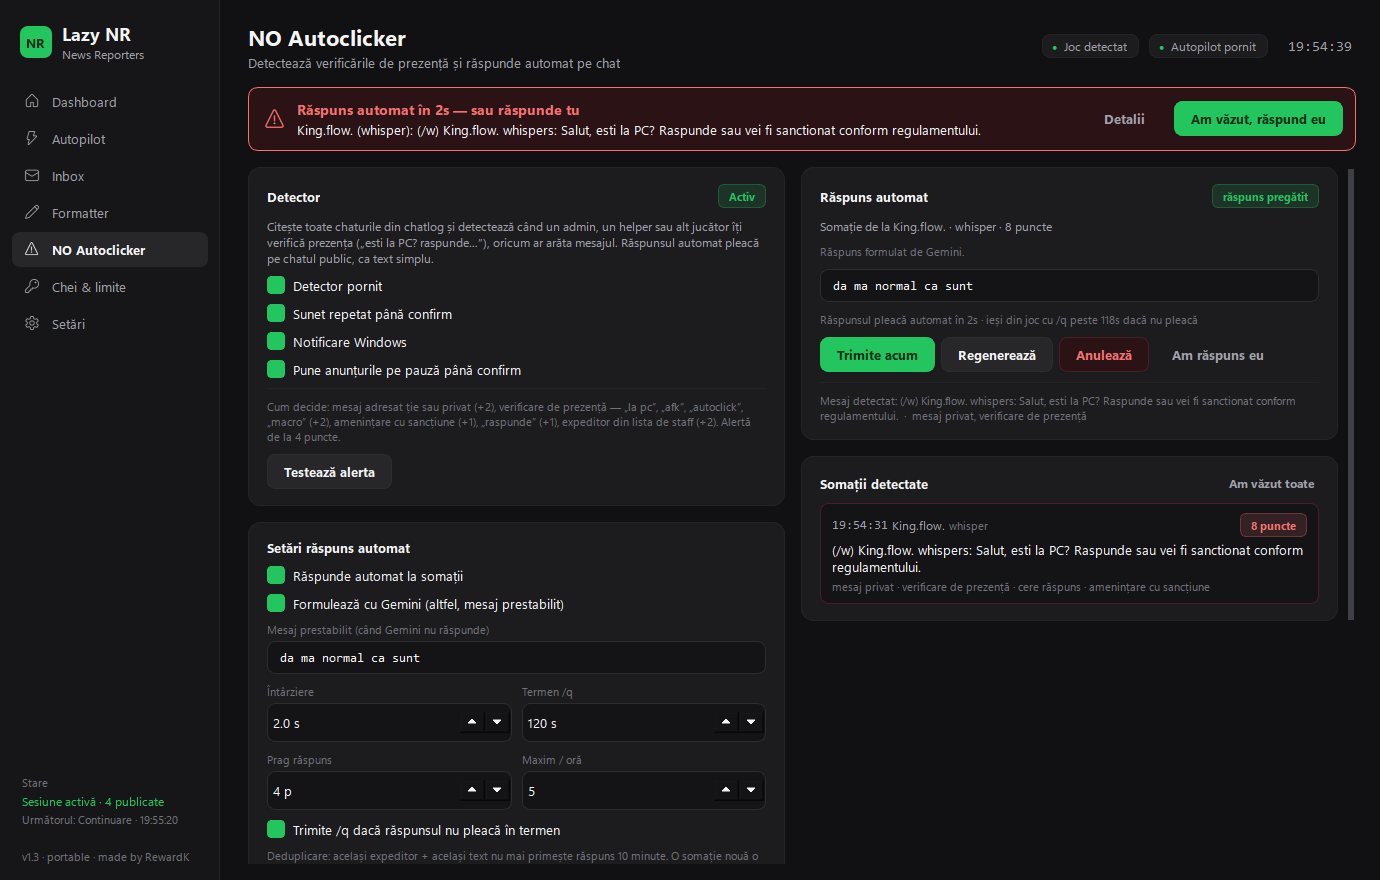 NR
Lazy NR
News Reporters
Dashboard
Autopilot
Inbox
Formatter
NO Autoclicker
Chei & limite
Setări
Stare
Sesiune activă · 4 publicate
Următorul: Continuare · 19:55:20
v1.3 · portable · made by RewardK
NO Autoclicker
Detectează verificările de prezență și răspunde automat pe chat
Joc detectat
Autopilot pornit
19:54:39
Răspuns automat în 2s — sau răspunde tu
King.flow. (whisper): (/w) King.flow. whispers: Salut, esti la PC? Raspunde sau vei fi sanctionat conform regulamentului.
Detalii
Am văzut, răspund eu
Detector
Activ
Citește toate chaturile din chatlog și detectează când un admin, un helper sau alt jucător îți
verifică prezența („esti la PC? raspunde…”), oricum ar arăta mesajul. Răspunsul automat pleacă
pe chatul public, ca text simplu.
Detector pornit
Sunet repetat până confirm
Notificare Windows
Pune anunțurile pe pauză până confirm
Cum decide: mesaj adresat ție sau privat (+2), verificare de prezență — „la pc”, „afk”, „autoclick”,
„macro” (+2), amenințare cu sancțiune (+1), „raspunde” (+1), expeditor din lista de staff (+2). Alertă
de la 4 puncte.
Testează alerta
Setări răspuns automat
Răspunde automat la somații
Formulează cu Gemini (altfel, mesaj prestabilit)
Mesaj prestabilit (când Gemini nu răspunde)
da ma normal ca sunt
Întârziere
Termen /q
2.0 s
120 s
Prag răspuns
Maxim / oră
4 p
5
Trimite /q dacă răspunsul nu pleacă în termen
Deduplicare: același expeditor + același text nu mai primește răspuns 10 minute. O somație nouă o
Răspuns automat
răspuns pregătit
Somație de la King.flow. · whisper · 8 puncte
Răspuns formulat de Gemini.
da ma normal ca sunt
Răspunsul pleacă automat în 2s · ieși din joc cu /q peste 118s dacă nu pleacă
Trimite acum
Regenerează
Anulează
Am răspuns eu
Mesaj detectat: (/w) King.flow. whispers: Salut, esti la PC? Raspunde sau vei fi sanctionat conform
regulamentului. · mesaj privat, verificare de prezență
Somații detectate
Am văzut toate
19:54:31 King.flow. whisper
8 puncte
(/w) King.flow. whispers: Salut, esti la PC? Raspunde sau vei fi sanctionat conform
regulamentului.
mesaj privat · verificare de prezență · cere răspuns · amenințare cu sancțiune